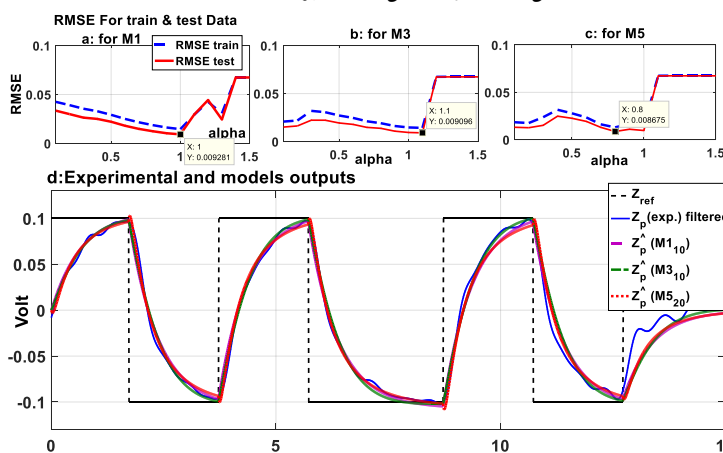 RMSE For train & test Data
a: for M1
b: for M3
c: for M5
RMSE train
RMSE test
RMSE
0.1
0.05
0
0.5
1
1.5
alpha
X: 1
Y: 0.009281
0.1
0.05
0
0.5
1
1.5
alpha
X: 1.1
Y: 0.009096
0.1
0.05
0
0.5
1
1.5
alpha
X: 0.8
Y: 0.008675
d:Experimental and models outputs
Volt
0.1
0.05
0
-0.05
-0.1
0
5
10
Z_ref
Z_p(exp.) filtered
Z_p^ (M1_10)
Z_p^ (M3_10)
Z_p^ (M5_20)